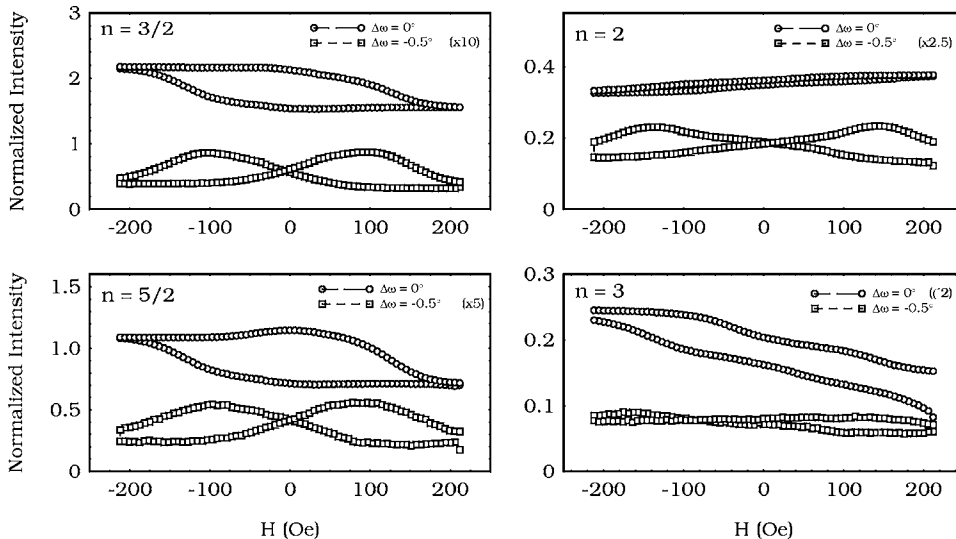 n = 3/2
Δω = 0°
Δω = -0.5° (x10)
Normalized Intensity
3
2
1
0
-200 -100 0 100 200
n = 2
Δω = 0°
Δω = -0.5° (x2.5)
0.4
0.2
0
-200 -100 0 100 200
n = 5/2
Δω = 0°
Δω = -0.5° (x5)
Normalized Intensity
1.5
1.0
0.5
0
-200 -100 0 100 200
H (Oe)
n = 3
Δω = 0°
Δω = -0.5°
0.3
0.2
0.1
0
-200 -100 0 100 200
H (Oe)